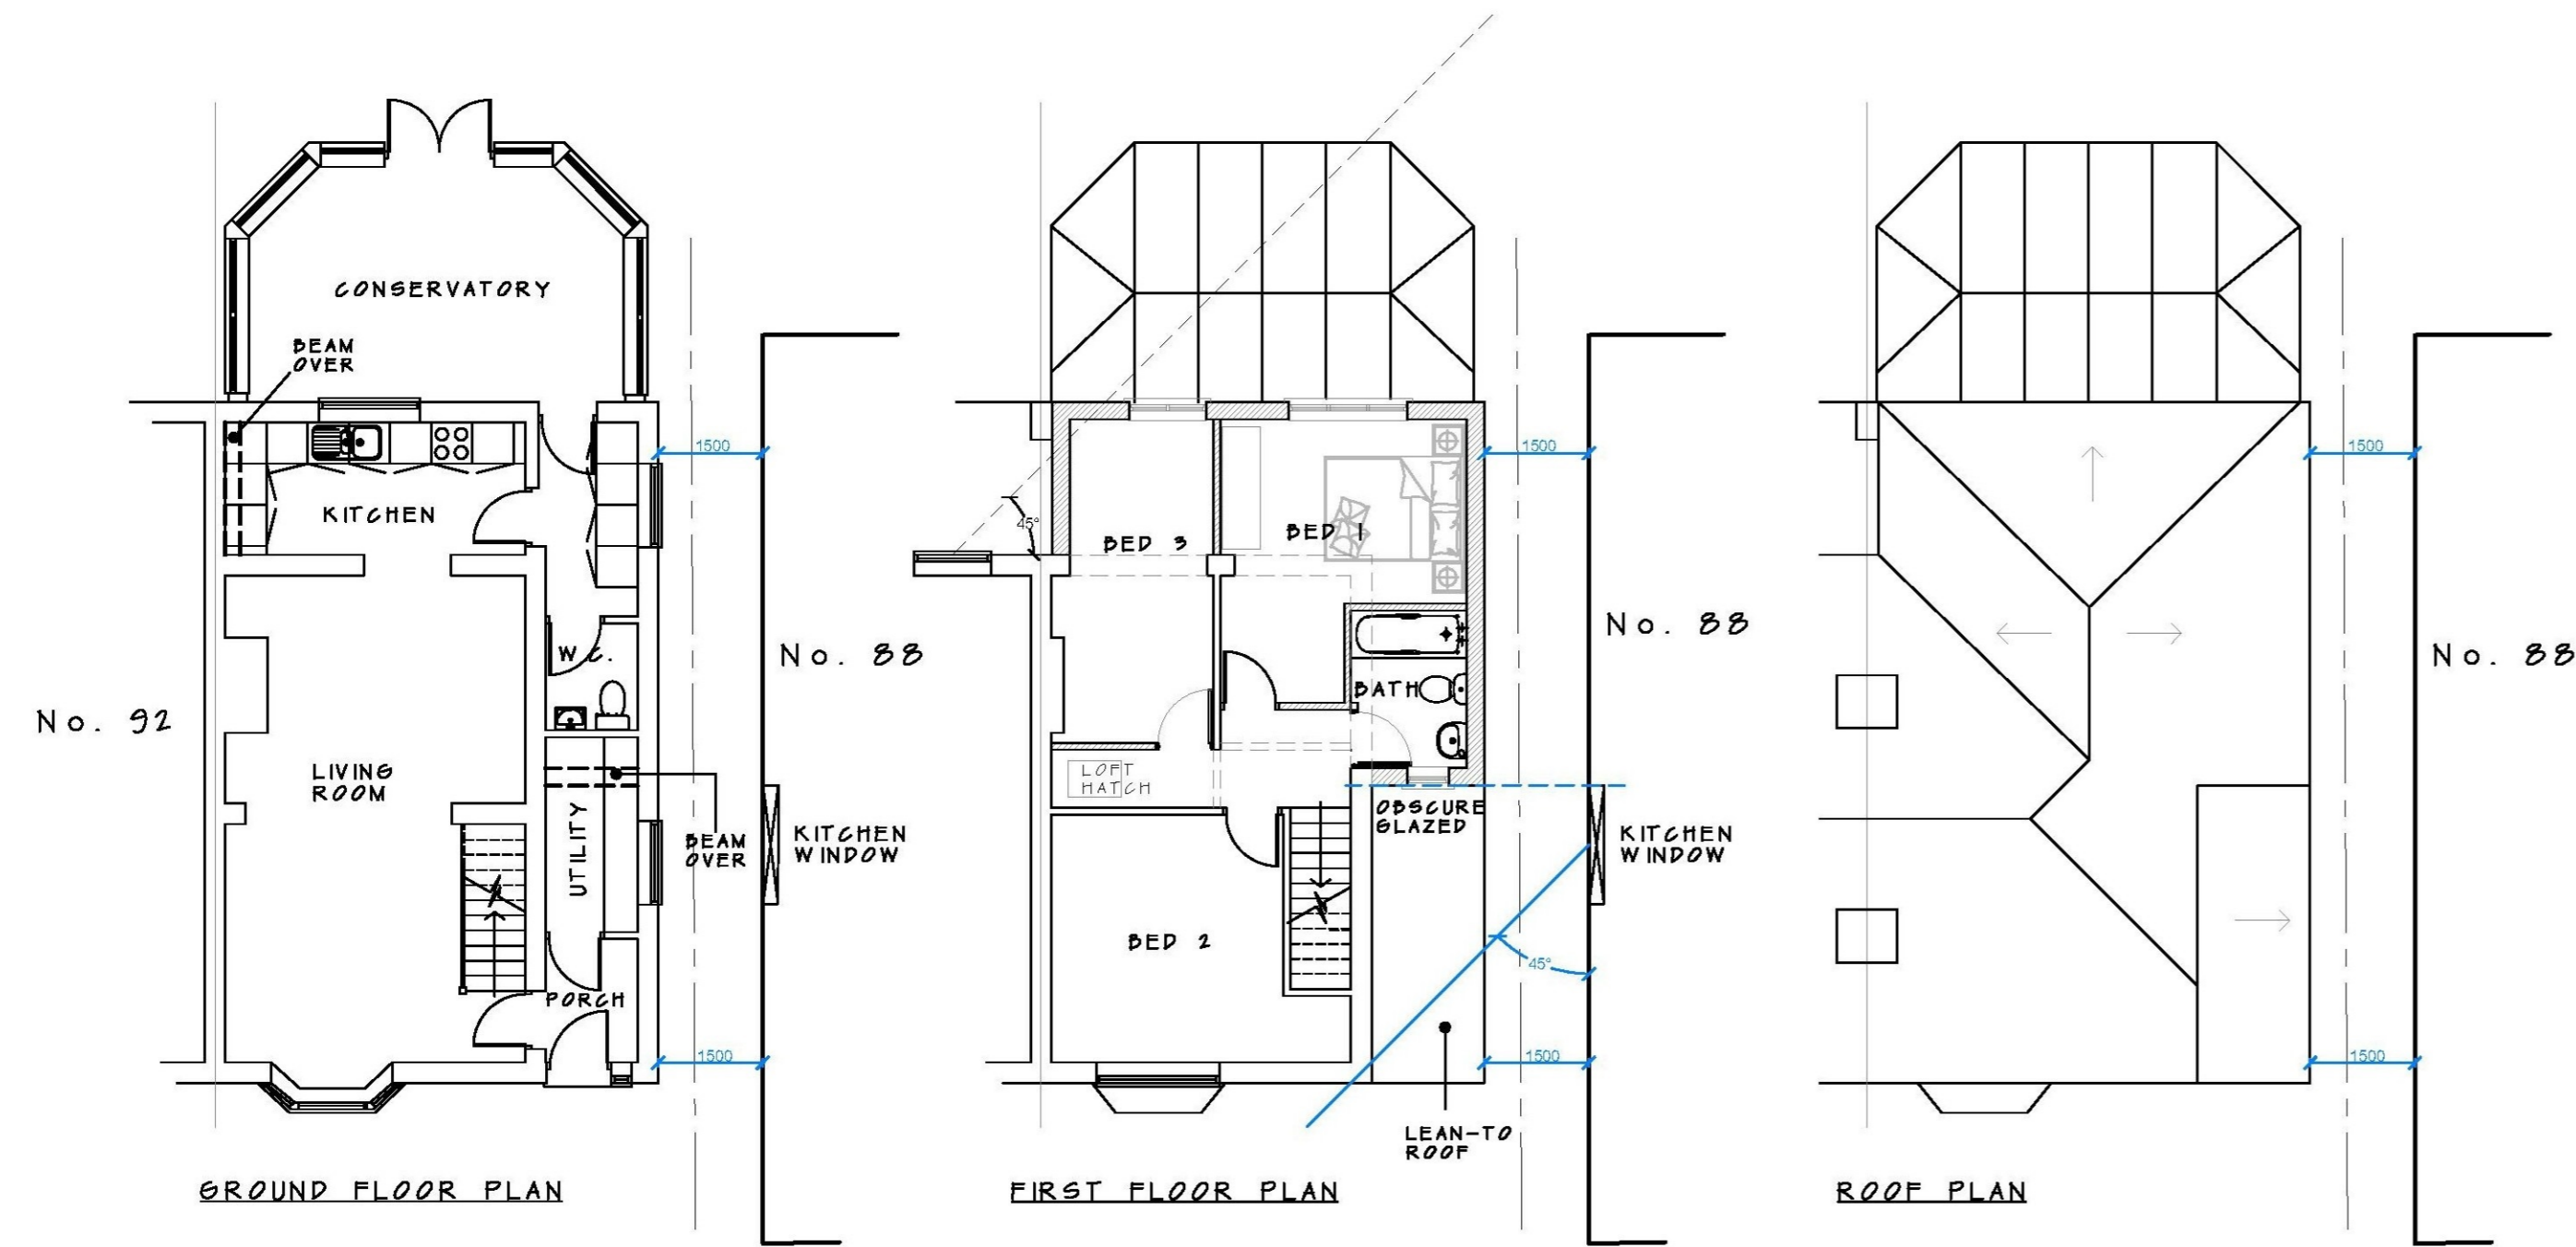 CONSERVATORY
BEAM
OVER
1500
KITCHEN
W.C.
No. 88
No. 92
LIVING
ROOM
UTILITY
BEAM
OVER
KITCHEN
WINDOW
PORCH
1500
GROUND FLOOR PLAN
1500
45°
BED 3
BED 1
No. 88
BATH
LOFT
HATCH
OBSCURE
GLAZED
KITCHEN
WINDOW
BED 2
45°
1500
LEAN-TO
ROOF
FIRST FLOOR PLAN
1500
No. 88
1500
ROOF PLAN